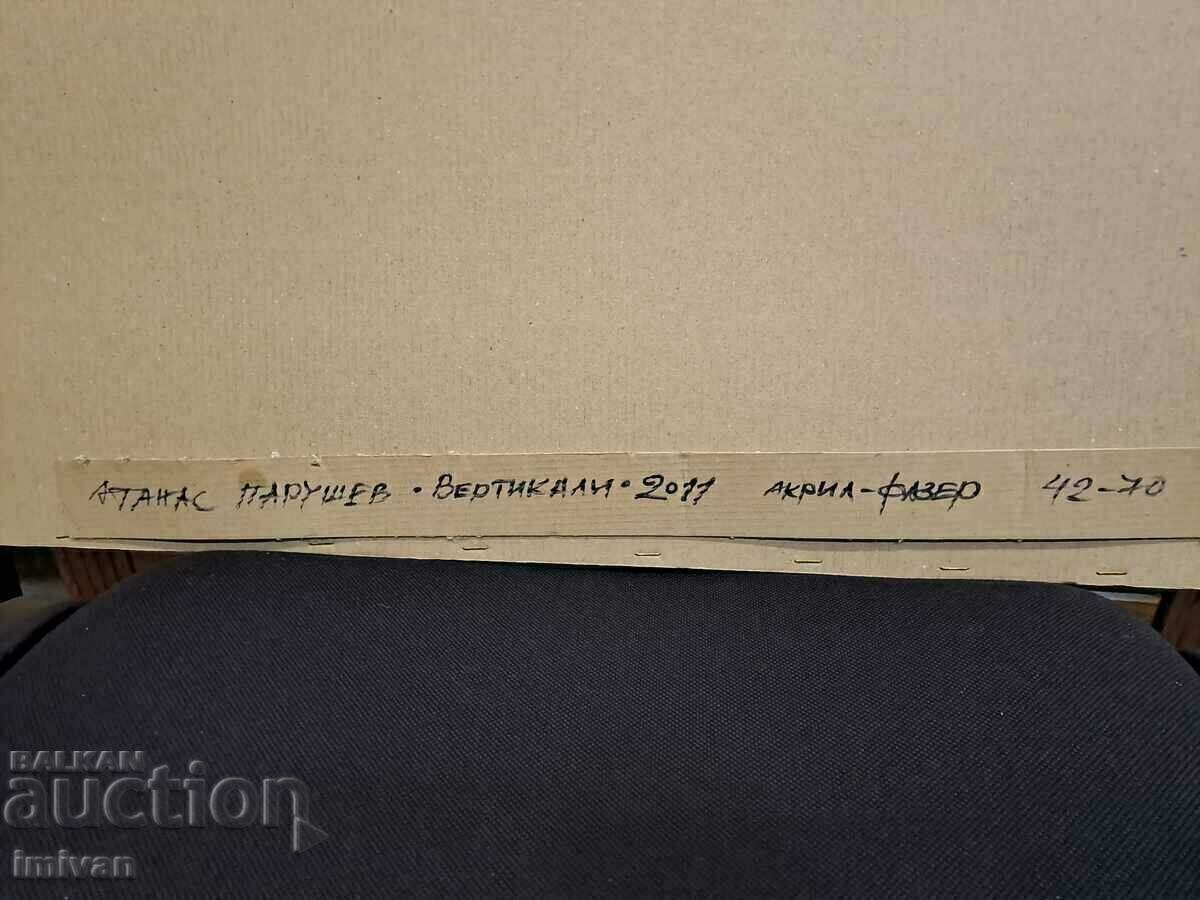 АТАНАС ПАРУШЕВ • ВЕРТИКАЛИ • 2011 АКРИЛ-ФАЗЕР 42-70
BALKAN
auction
imivan